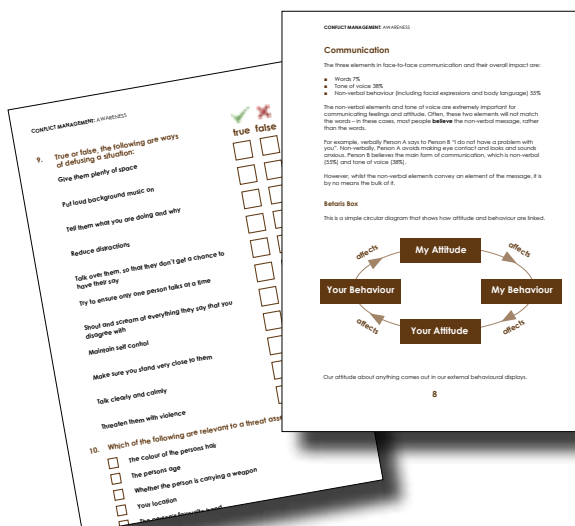 CONFLICT MANAGEMENT: AWARENESS
true false
9. True or false, the following are ways
of defusing a situation:
Give them plenty of space
Put loud background music on
Tell them what you are doing and why
Reduce distractions
Talk over them, so that they don't get a chance to
have their say
Try to ensure only one person talks at a time
Shout and scream at everything they say that you
disagree with
Maintain self control
Make sure you stand very close to them
Talk clearly and calmly
Threaten them with violence
10. Which of the following are relevant to a threat
The colour of the persons hair
The persons age
Whether the person is carrying a weapon
Your location
CONFLICT MANAGEMENT: AWARENESS
Communication
The three elements in face-to-face communication and their overall impact are:
Words 7%
Tone of voice 38%
Non-verbal behaviour (including facial expressions and body language) 55%
The non-verbal elements and tone of voice are extremely important for
communicating feelings and attitude. Often, these two elements will not match
the words – in these cases, most people believe the non-verbal message, rather
than the words.
For example, verbally Person A says to Person B "I do not have a problem with
you". Non-verbally, Person A avoids making eye contact and looks and sounds
anxious. Person B believes the main form of communication, which is non-verbal
(55%) and tone of voice (38%).
However, whilst the non-verbal elements convey an element of the message, it is
by no means the bulk of it.
Betaris Box
This is a simple circular diagram that shows how attitude and behaviour are linked.
affects
My Attitude
affects
Your Behaviour
My Behaviour
affects
Your Attitude
affects
Our attitude about anything comes out in our external behavioural displays.
8